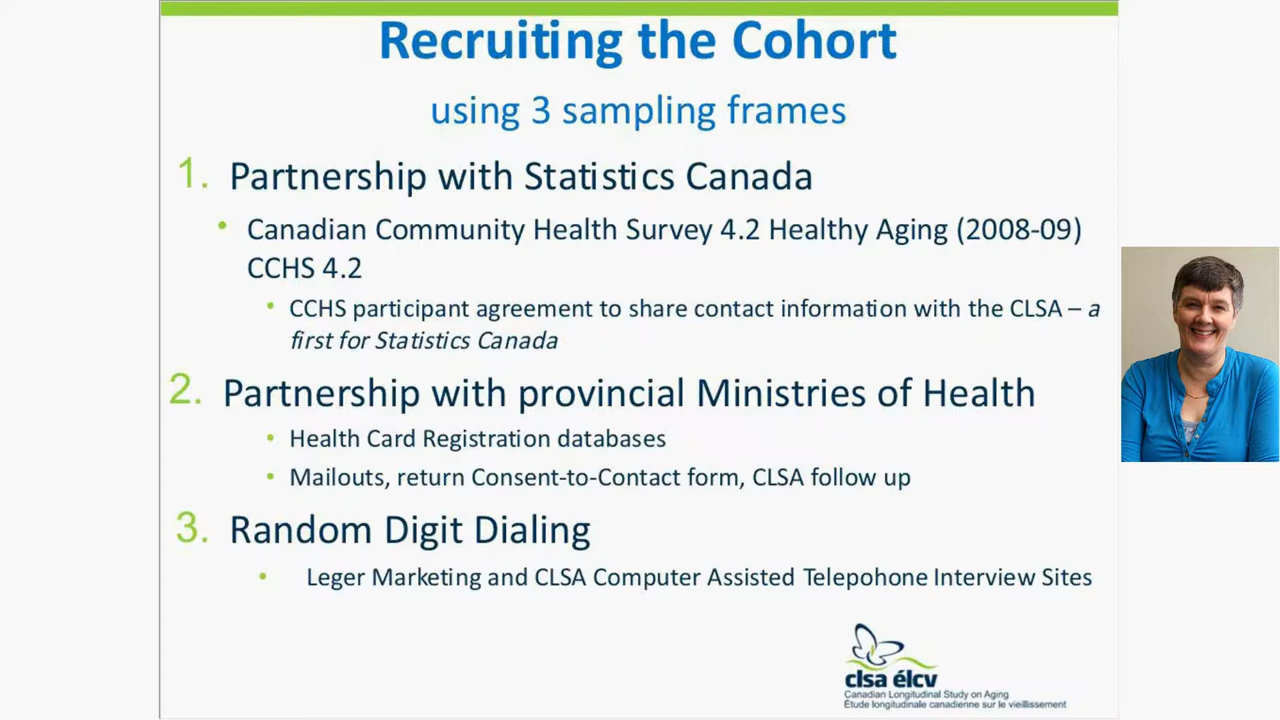 Recruiting the Cohort
using 3 sampling frames
1. Partnership with Statistics Canada
• Canadian Community Health Survey 4.2 Healthy Aging (2008-09)
CCHS 4.2
• CCHS participant agreement to share contact information with the CLSA – a
first for Statistics Canada
2. Partnership with provincial Ministries of Health
• Health Card Registration databases
• Mailouts, return Consent-to-Contact form, CLSA follow up
3. Random Digit Dialing
• Leger Marketing and CLSA Computer Assisted Telepohone Interview Sites
clsa élcv
Canadian Longitudinal Study on Aging
Étude longitudinale canadienne sur le vieillissement